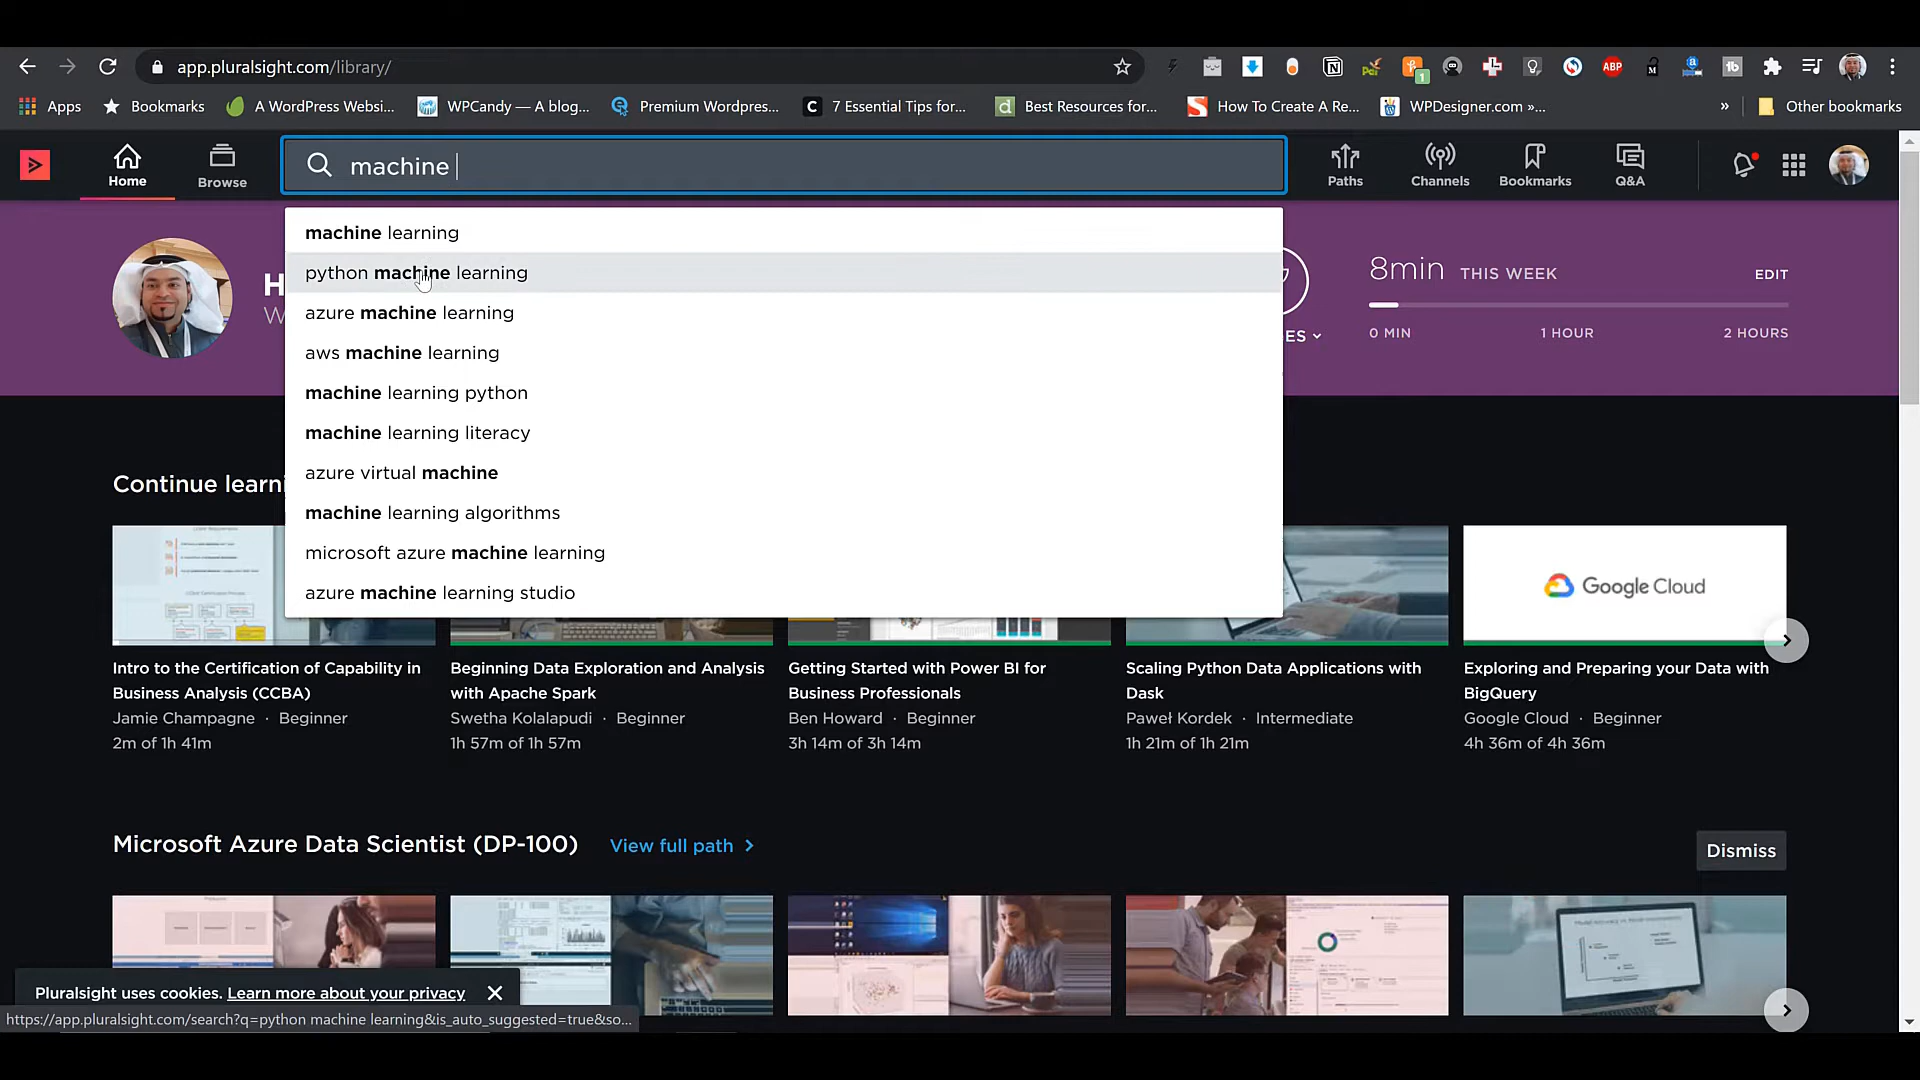 app.pluralsight.com/library/
1
ABP
Apps
Bookmarks
A WordPress Websi...
WPCandy — A blog...
Premium Wordpres...
7 Essential Tips for...
Best Resources for...
How To Create A Re...
WPDesigner.com »...
»
Other bookmarks
Home
Browse
machine
Paths
Channels
Bookmarks
Q&A
machine learning
python machine learning
azure machine learning
aws machine learning
machine learning python
machine learning literacy
azure virtual machine
machine learning algorithms
microsoft azure machine learning
azure machine learning studio
H
W
ES
8min THIS WEEK
EDIT
0 MIN
1 HOUR
2 HOURS
Continue learni
Google Cloud
Intro to the Certification of Capability in
Business Analysis (CCBA)
Jamie Champagne · Beginner
2m of 1h 41m
Beginning Data Exploration and Analysis
with Apache Spark
Swetha Kolalapudi · Beginner
1h 57m of 1h 57m
Getting Started with Power BI for
Business Professionals
Ben Howard · Beginner
3h 14m of 3h 14m
Scaling Python Data Applications with
Dask
Paweł Kordek · Intermediate
1h 21m of 1h 21m
Exploring and Preparing your Data with
BigQuery
Google Cloud · Beginner
4h 36m of 4h 36m
Microsoft Azure Data Scientist (DP-100)
View full path
Dismiss
Pluralsight uses cookies. Learn more about your privacy
https://app.pluralsight.com/search?q=python machine learning&is_auto_suggested=true&so...